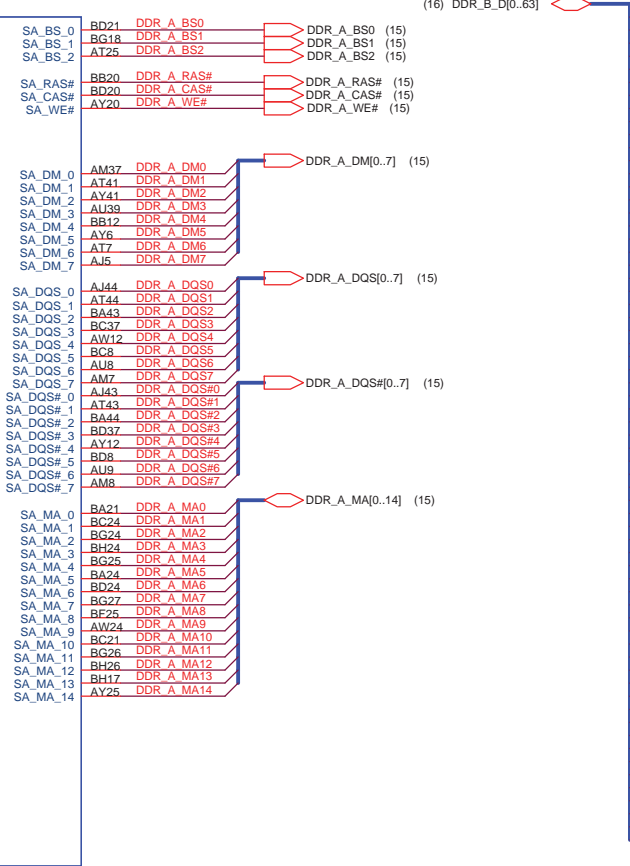 (16) DDR_B_D[0..63]
SA_BS_0 BD21 DDR_A_BS0 DDR_A_BS0 (15)
SA_BS_1 BG18 DDR_A_BS1 DDR_A_BS1 (15)
SA_BS_2 AT25 DDR_A_BS2 DDR_A_BS2 (15)
SA_RAS# BB20 DDR_A_RAS# DDR_A_RAS# (15)
SA_CAS# BD20 DDR_A_CAS# DDR_A_CAS# (15)
SA_WE# AY20 DDR_A_WE# DDR_A_WE# (15)
DDR_A_DM[0..7] (15)
SA_DM_0 AM37 DDR_A_DM0
SA_DM_1 AT41 DDR_A_DM1
SA_DM_2 AY41 DDR_A_DM2
SA_DM_3 AU39 DDR_A_DM3
SA_DM_4 BB12 DDR_A_DM4
SA_DM_5 AY6 DDR_A_DM5
SA_DM_6 AT7 DDR_A_DM6
SA_DM_7 AJ5 DDR_A_DM7
DDR_A_DQS[0..7] (15)
SA_DQS_0 AJ44 DDR_A_DQS0
SA_DQS_1 AT44 DDR_A_DQS1
SA_DQS_2 BA43 DDR_A_DQS2
SA_DQS_3 BC37 DDR_A_DQS3
SA_DQS_4 AW12 DDR_A_DQS4
SA_DQS_5 BC8 DDR_A_DQS5
SA_DQS_6 AU8 DDR_A_DQS6
SA_DQS_7 AM7 DDR_A_DQS7
DDR_A_DQS#[0..7] (15)
SA_DQS#_0 AJ43 DDR_A_DQS#0
SA_DQS#_1 AT43 DDR_A_DQS#1
SA_DQS#_2 BA44 DDR_A_DQS#2
SA_DQS#_3 BD37 DDR_A_DQS#3
SA_DQS#_4 AY12 DDR_A_DQS#4
SA_DQS#_5 BD8 DDR_A_DQS#5
SA_DQS#_6 AU9 DDR_A_DQS#6
SA_DQS#_7 AM8 DDR_A_DQS#7
DDR_A_MA[0..14] (15)
SA_MA_0 BA21 DDR_A_MA0
SA_MA_1 BC24 DDR_A_MA1
SA_MA_2 BG24 DDR_A_MA2
SA_MA_3 BH24 DDR_A_MA3
SA_MA_4 BG25 DDR_A_MA4
SA_MA_5 BA24 DDR_A_MA5
SA_MA_6 BD24 DDR_A_MA6
SA_MA_7 BG27 DDR_A_MA7
SA_MA_8 BF25 DDR_A_MA8
SA_MA_9 AW24 DDR_A_MA9
SA_MA_10 BC21 DDR_A_MA10
SA_MA_11 BG26 DDR_A_MA11
SA_MA_12 BH26 DDR_A_MA12
SA_MA_13 BH17 DDR_A_MA13
SA_MA_14 AY25 DDR_A_MA14